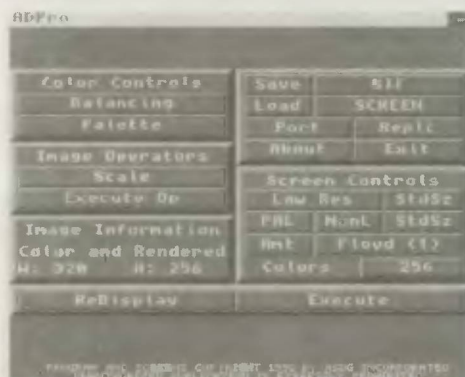 ADPro
Color Controls
Balancing
Palette
Image Operators
Scale
Execute Op
Image Information
Color and Rendered
W: 320 H: 256
Save
Load SCREEN
Port Replc
About Exit
Screen Controls
Low Res StdSz
PAL NonL StdSz
Amt Floyd (1)
Colors 256
ReDisplay Execute